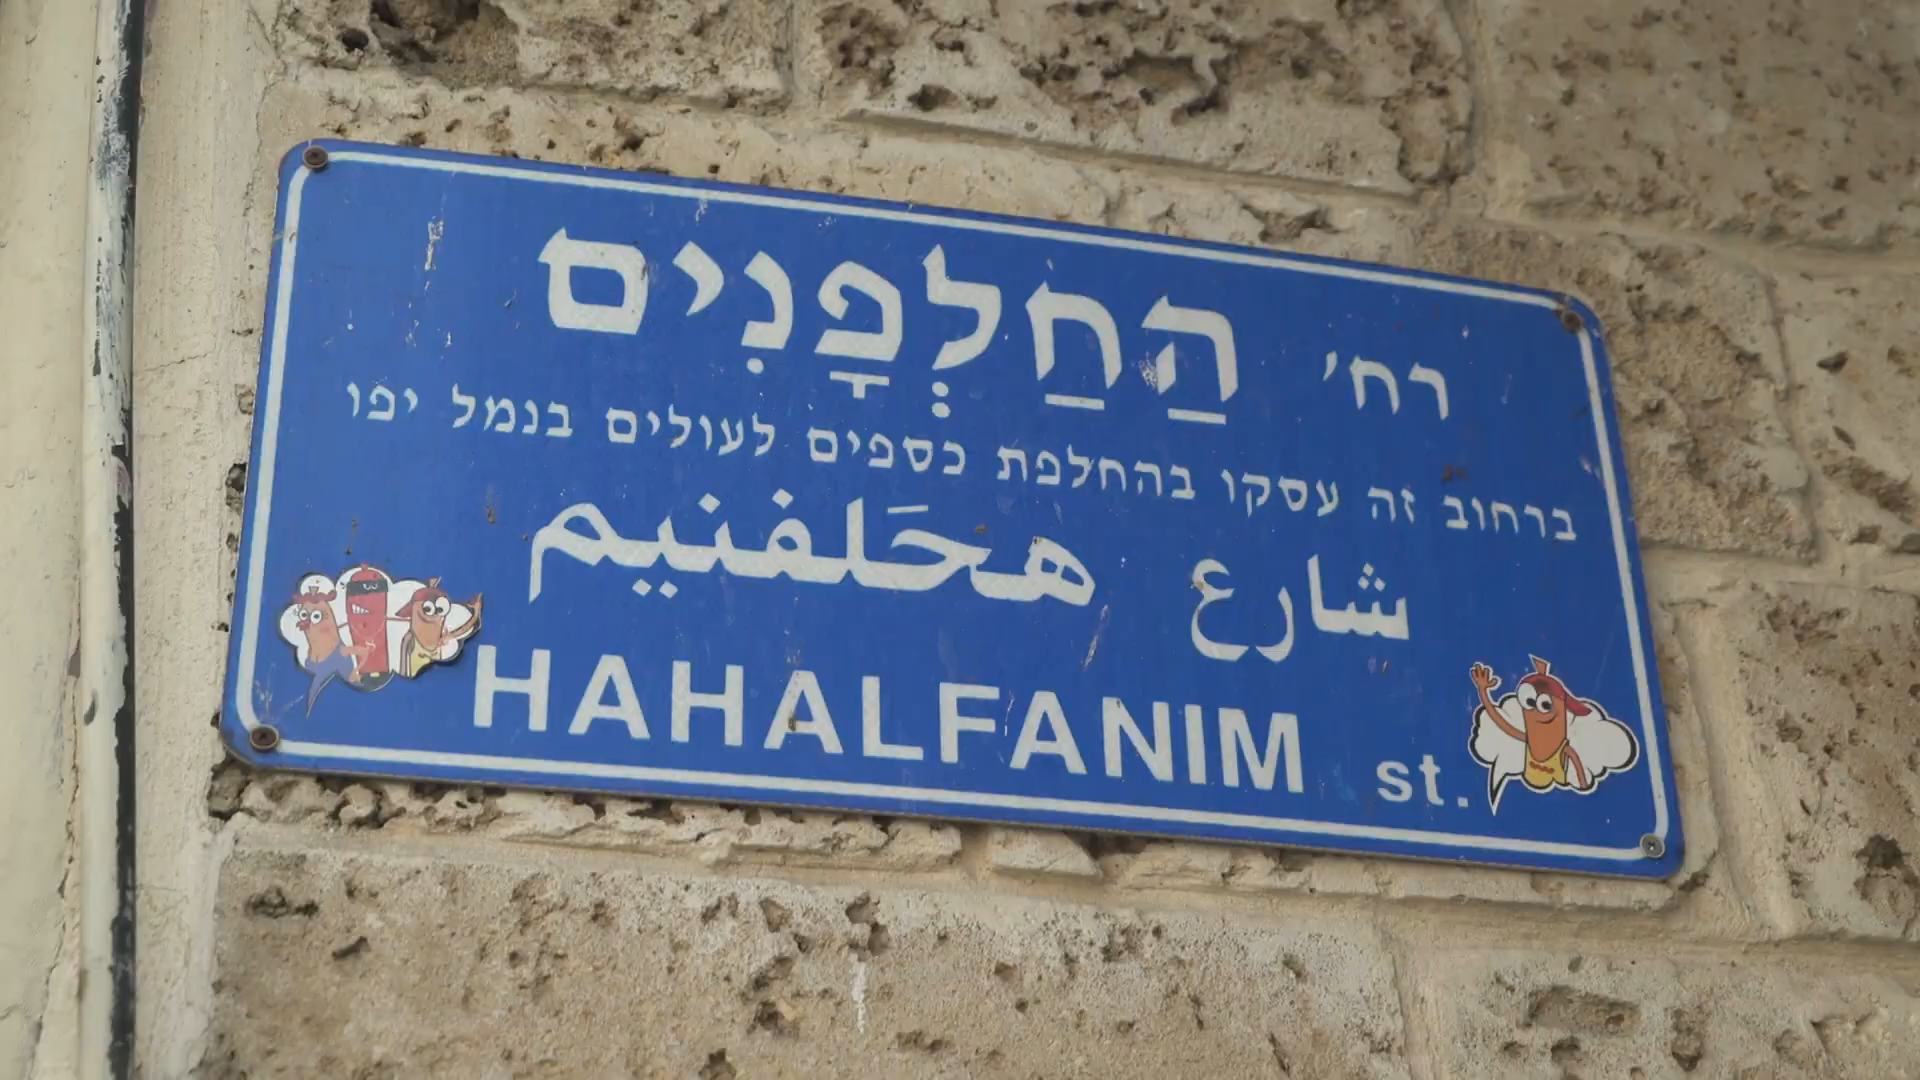 רח' הַחַלְפָנִים
ברחוב זה עסקו בהחלפת כספים לעולים בנמל יפו
شارع هحَلفنيم
HAHALFANIM st.